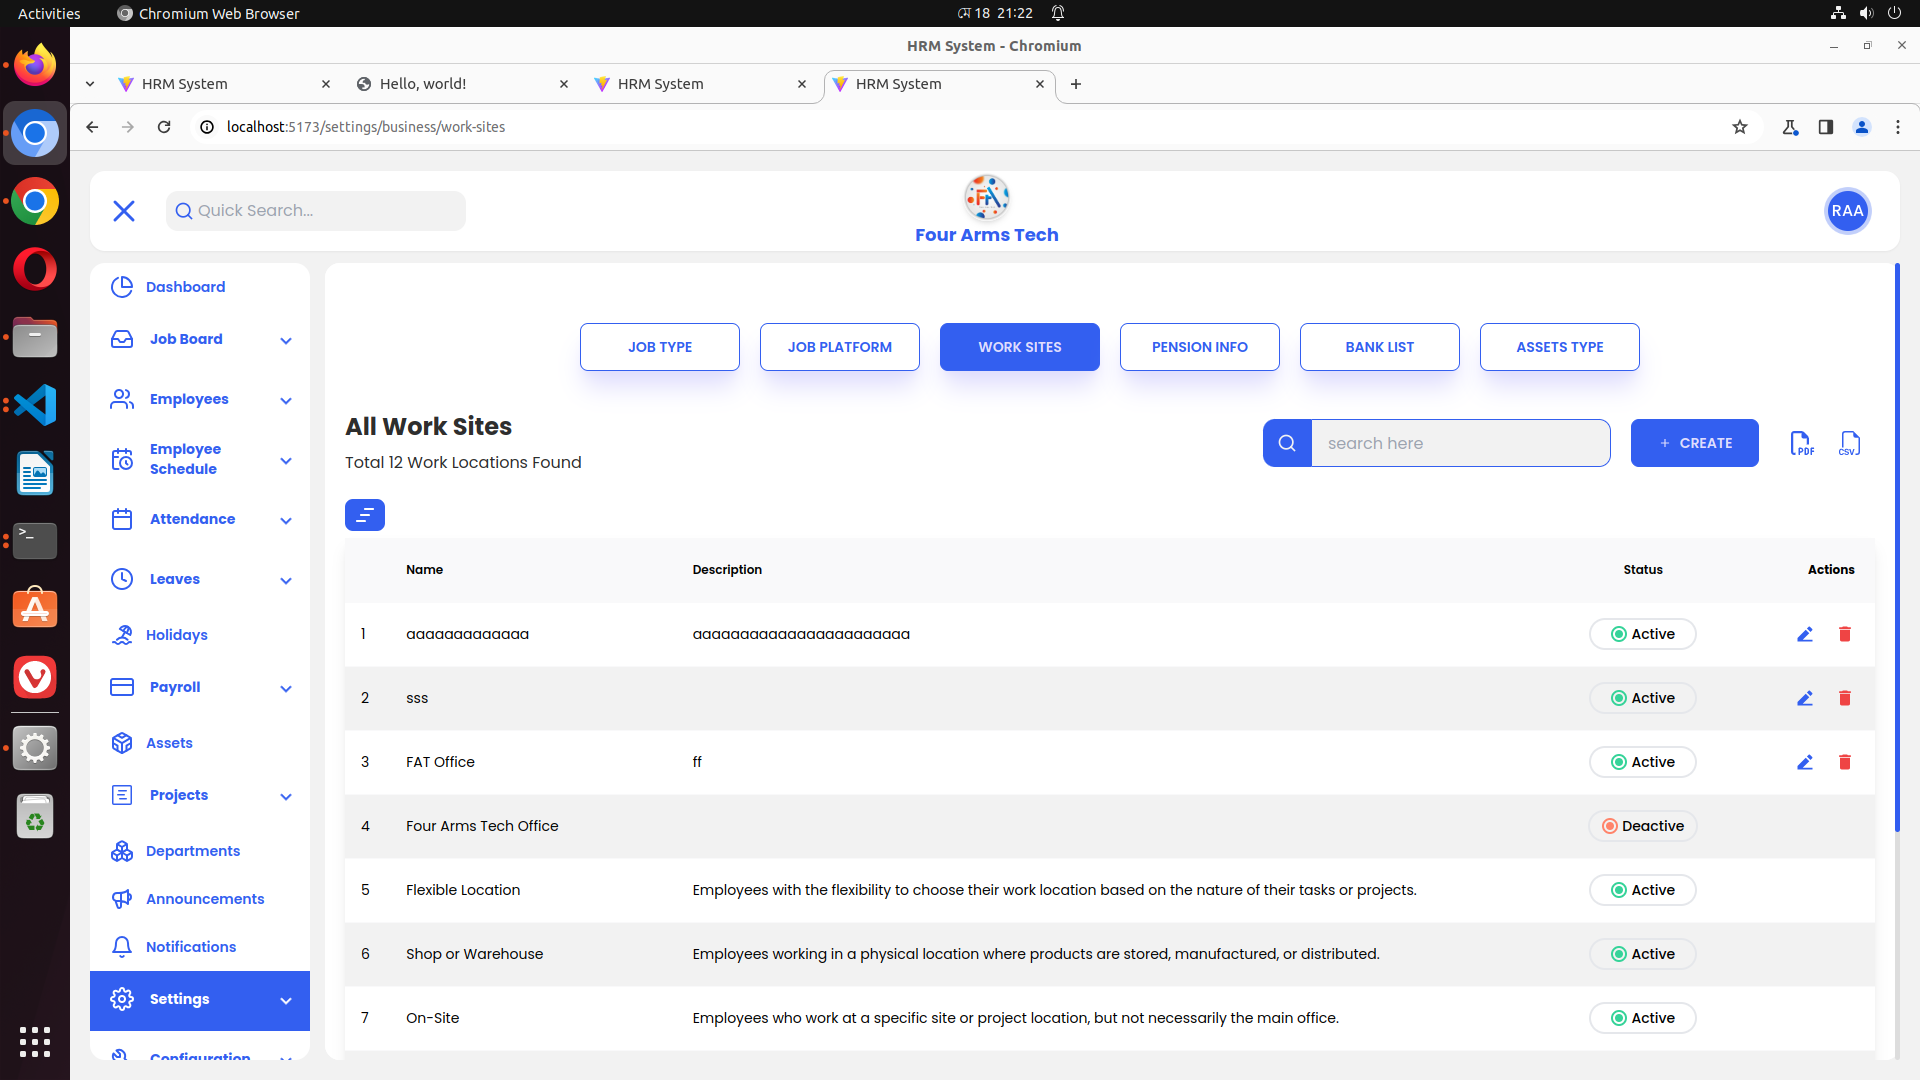 Activities
Chromium Web Browser
18 21:22
HRM System - Chromium
HRM System
Hello, world!
HRM System
HRM System
localhost:5173/settings/business/work-sites
Quick Search...
Four Arms Tech
RAA
Dashboard
Job Board
Employees
Employee
Schedule
Attendance
Leaves
Holidays
Payroll
Assets
Projects
Departments
Announcements
Notifications
Settings
Configuration
JOB TYPE
JOB PLATFORM
WORK SITES
PENSION INFO
BANK LIST
ASSETS TYPE
All Work Sites
Total 12 Work Locations Found
search here
+ CREATE
PDF
CSV
Name Description Status Actions
1 aaaaaaaaaaaaa aaaaaaaaaaaaaaaaaaaaaaa Active
2 sss Active
3 FAT Office ff Active
4 Four Arms Tech Office Deactive
5 Flexible Location Employees with the flexibility to choose their work location based on the nature of their tasks or projects. Active
6 Shop or Warehouse Employees working in a physical location where products are stored, manufactured, or distributed. Active
7 On-Site Employees who work at a specific site or project location, but not necessarily the main office. Active